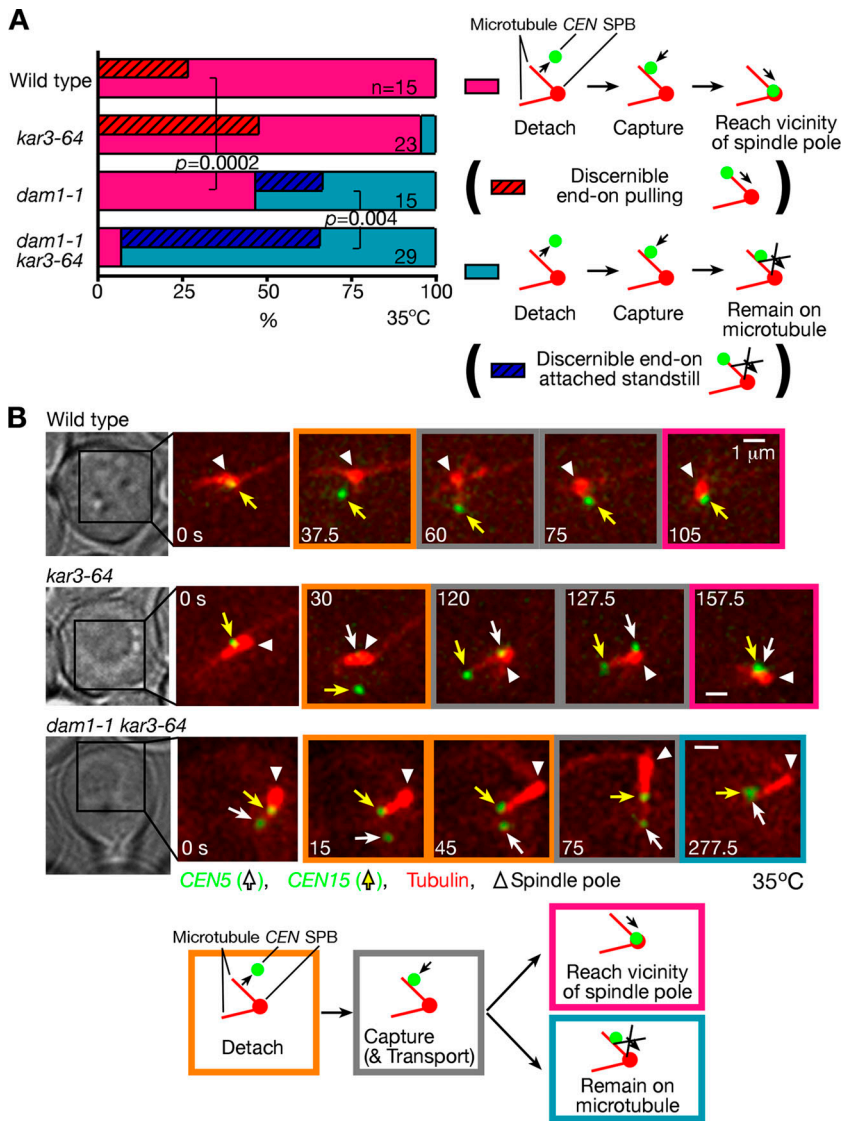 A
Microtubule CEN SPB
Wild type
n=15
kar3-64
23
Detach
Capture
Reach vicinity
of spindle pole
p=0.0002
dam1-1
15
Discernible
end-on pulling
p=0.004
dam1-1
kar3-64
29
0
25
50
75
100
%
35°C
Detach
Capture
Remain on
microtubule
Discernible end-on
attached standstill
B
Wild type
0 s
37.5
60
75
1 μm
105
kar3-64
0 s
30
120
127.5
157.5
dam1-1 kar3-64
0 s
15
45
75
277.5
CEN5 (⇧), CEN15 (⇧), Tubulin, △Spindle pole
35°C
Microtubule CEN SPB
Detach
Capture
(& Transport)
Reach vicinity
of spindle pole
Remain on
microtubule